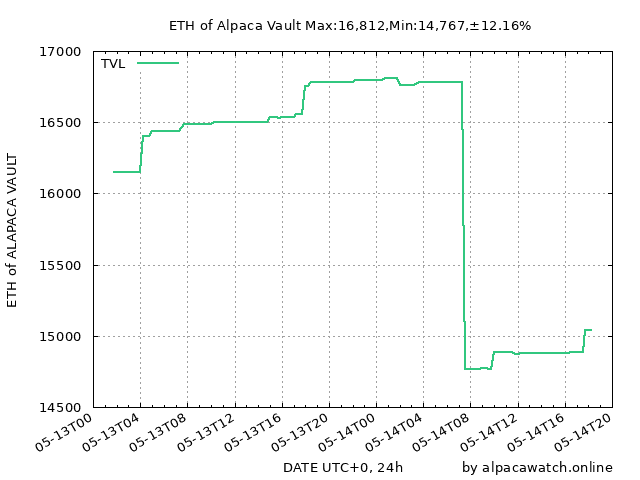 ETH of Alpaca Vault Max:16,812,Min:14,767,±12.16%
17000
TVL
16500
16000
15500
15000
14500
ETH of ALAPACA VAULT
05-13T00
05-13T04
05-13T08
05-13T12
05-13T16
05-13T20
05-14T00
05-14T04
05-14T08
05-14T12
05-14T16
05-14T20
DATE UTC+0, 24h
by alpacawatch.online